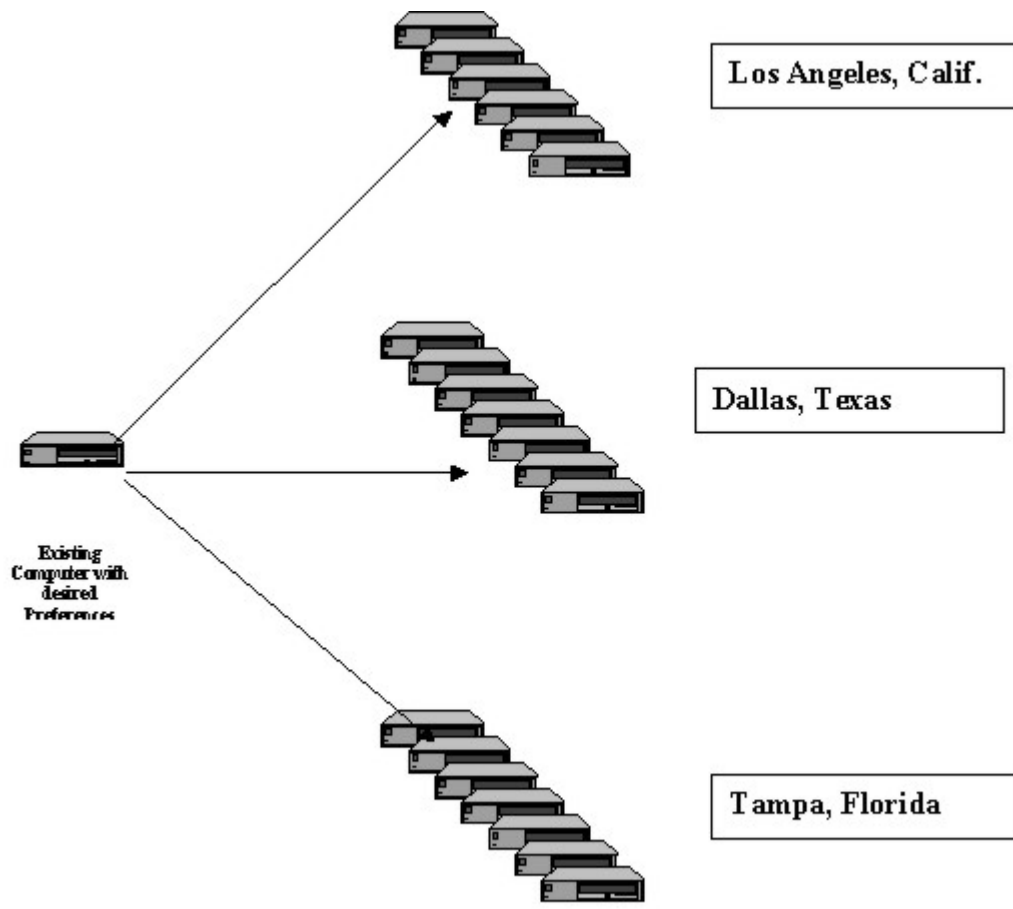 Los Angeles, Calif.
Dallas, Texas
Existing
Computer with
desired
Preferences
Tampa, Florida